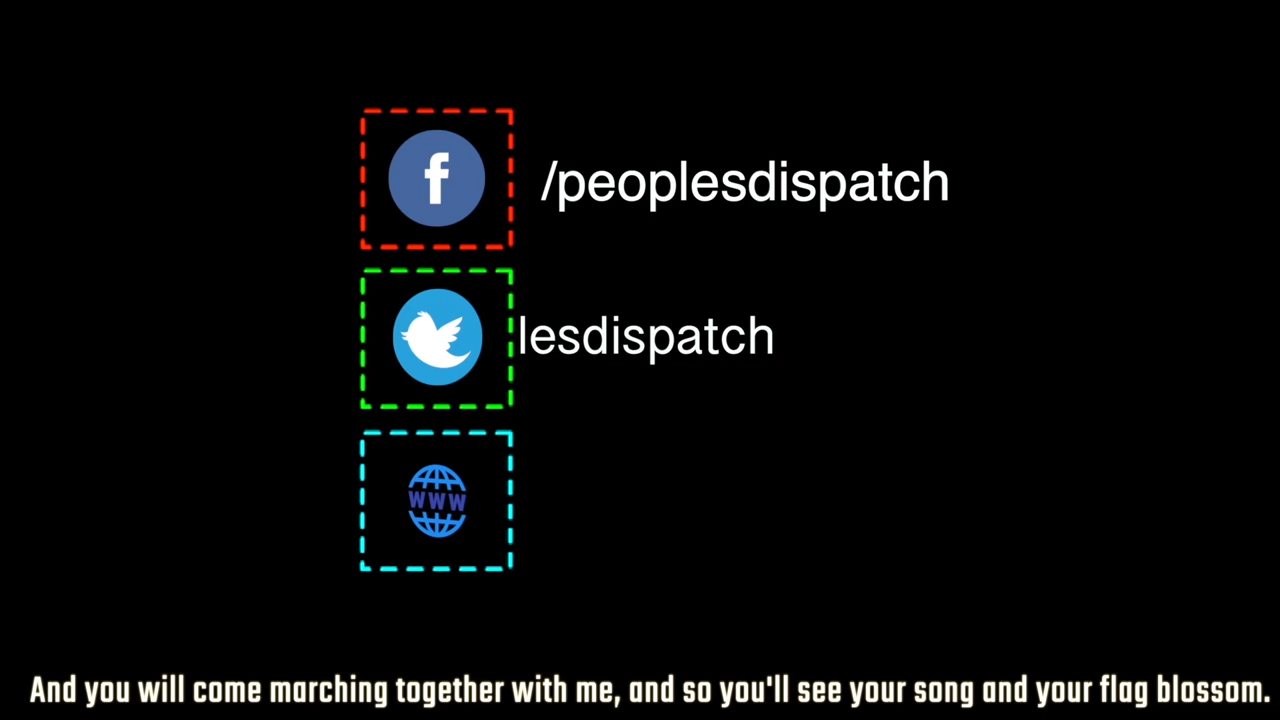 f
/peoplesdispatch
lesdispatch
WWW
And you will come marching together with me, and so you'll see your song and your flag blossom.